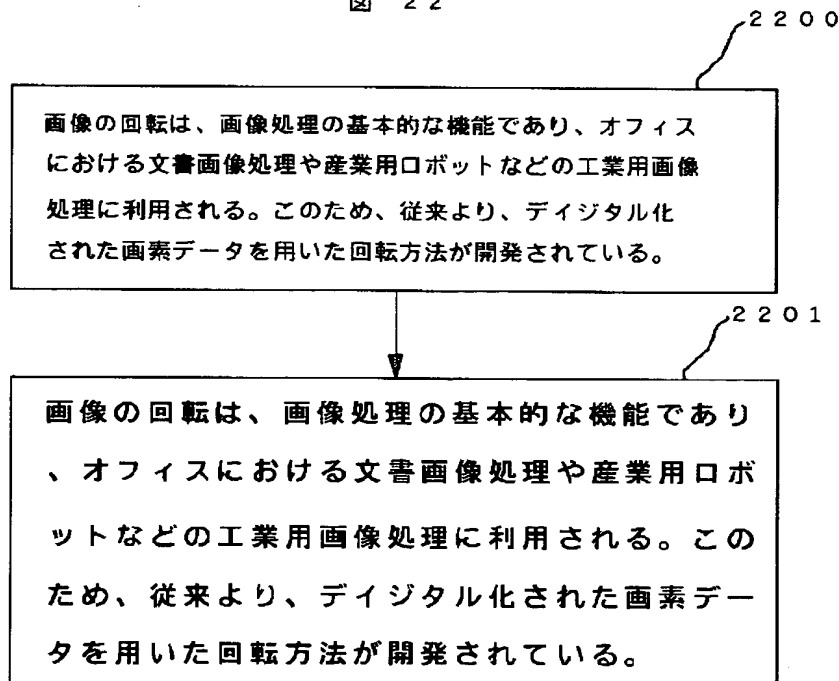 図 22
2200
画像の回転は、画像処理の基本的な機能であり、オフィス
における文書画像処理や産業用ロボットなどの工業用画像
処理に利用される。このため、従来より、デイジタル化
された画素データを用いた回転方法が開発されている。
2201
画像の回転は、画像処理の基本的な機能であり
、オフィスにおける文書画像処理や産業用ロボ
ットなどの工業用画像処理に利用される。この
ため、従来より、デイジタル化された画素デー
タを用いた回転方法が開発されている。